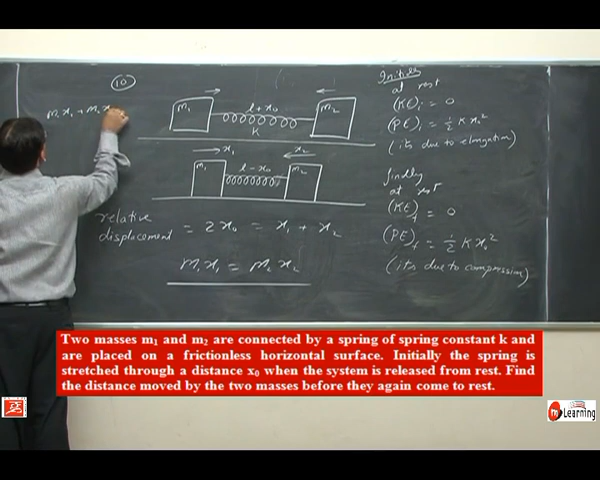 10
m₁x₁ + m₂x
m₁
l + x₀
K
m₂
x₁
x₂
m₁
l - x₀
m₂
relative
displacement = 2x₀ = x₁ + x₂
m₁x₁ = m₂x₂
Initially
at rest
(KE)i = 0
(PE)i = ½ K x₀²
(its due to elongation)
finally
at rest
(KE)f = 0
(PE)f = ½ K x₀²
(its due to compression)
Two masses m₁ and m₂ are connected by a spring of spring constant k and
are placed on a frictionless horizontal surface. Initially the spring is
stretched through a distance x₀ when the system is released from rest. Find
the distance moved by the two masses before they again come to rest.
m Learning